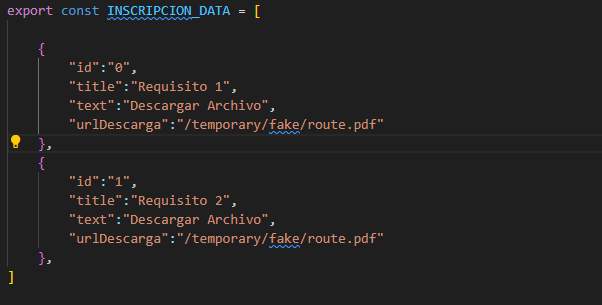 export const INSCRIPCION_DATA = [
{
"id":"0",
"title":"Requisito 1",
"text":"Descargar Archivo",
"urlDescarga":"/temporary/fake/route.pdf"
},
{
"id":"1",
"title":"Requisito 2",
"text":"Descargar Archivo",
"urlDescarga":"/temporary/fake/route.pdf"
},
]